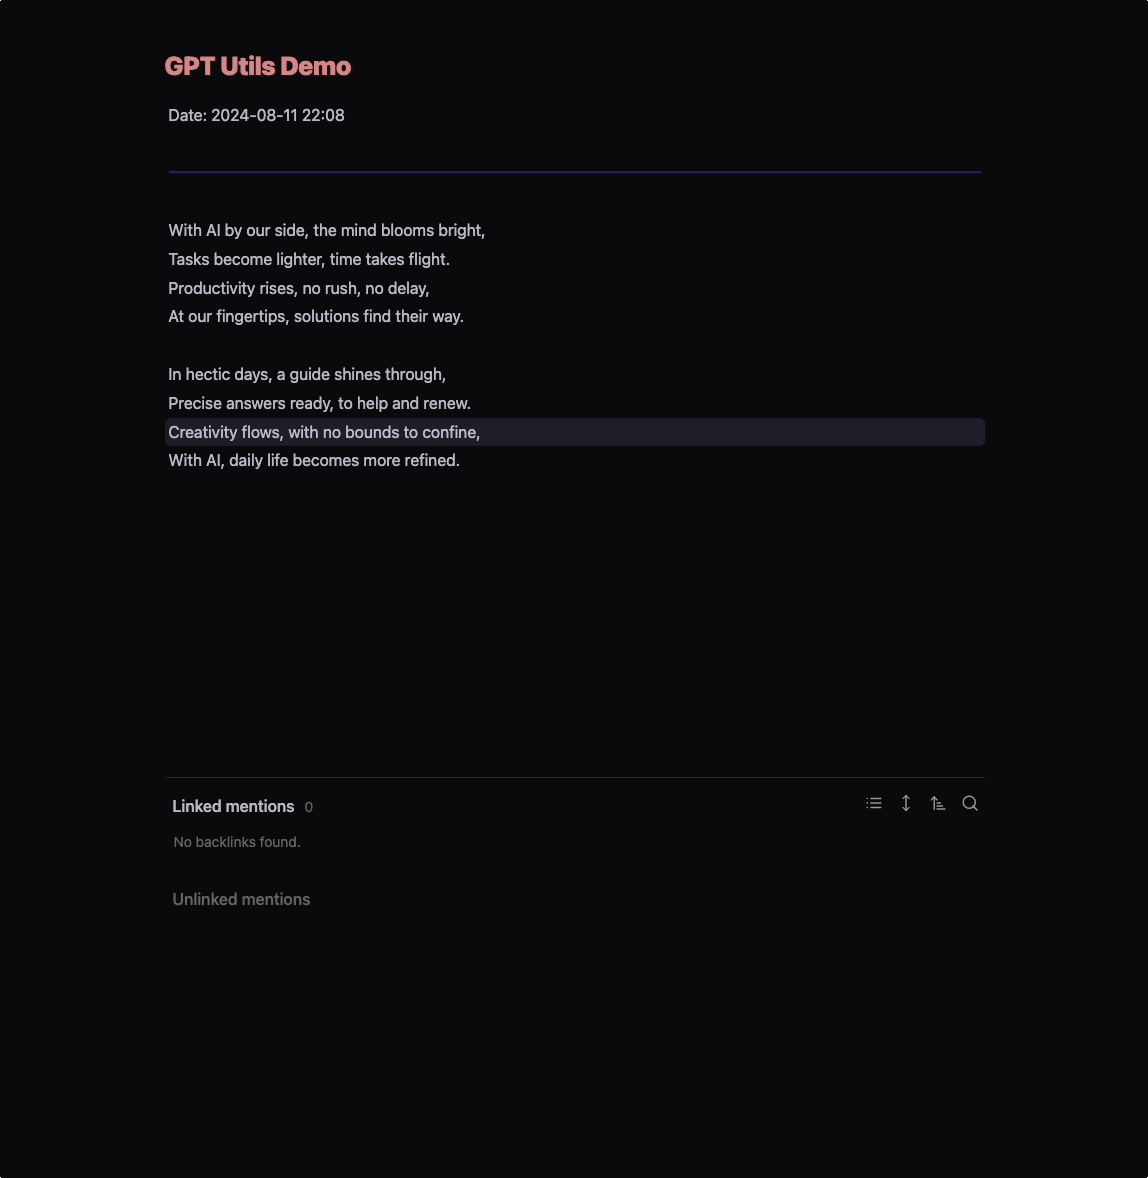 GPT Utils Demo
Date: 2024-08-11 22:08
With AI by our side, the mind blooms bright,
Tasks become lighter, time takes flight.
Productivity rises, no rush, no delay,
At our fingertips, solutions find their way.
In hectic days, a guide shines through,
Precise answers ready, to help and renew.
Creativity flows, with no bounds to confine,
With AI, daily life becomes more refined.
Linked mentions 0
No backlinks found.
Unlinked mentions